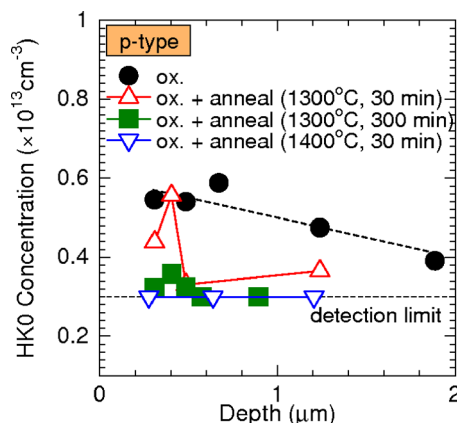 p-type
ox.
ox. + anneal (1300°C, 30 min)
ox. + anneal (1300°C, 300 min)
ox. + anneal (1400°C, 30 min)
detection limit
HK0 Concentration (×10¹³cm⁻³)
1
0.8
0.6
0.4
0.2
0 1 2
Depth (μm)